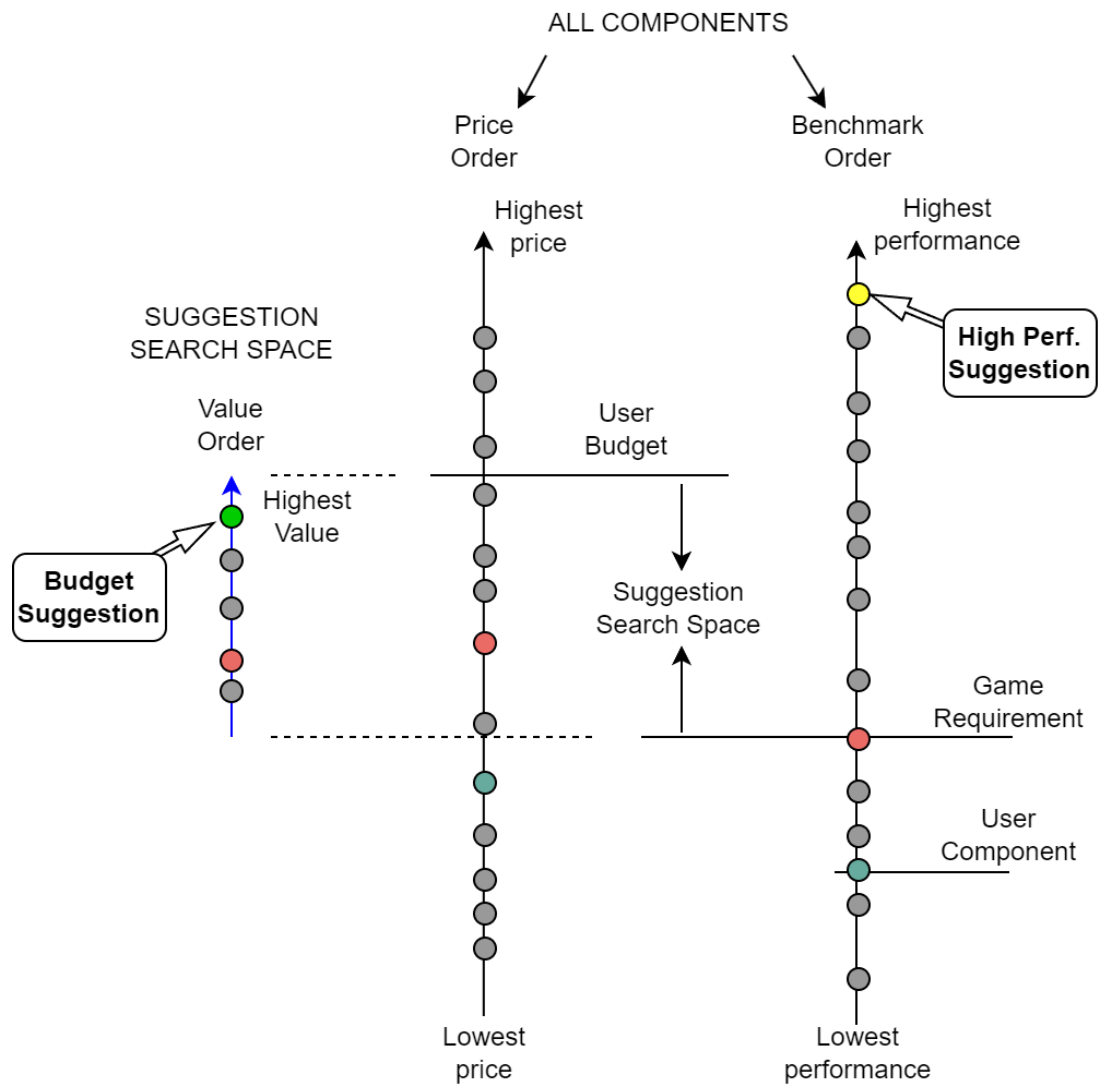 ALL COMPONENTS
Price
Order
Benchmark
Order
Highest
price
Highest
performance
SUGGESTION
SEARCH SPACE
High Perf.
Suggestion
Value
Order
User
Budget
Highest
Value
Budget
Suggestion
Suggestion
Search Space
Game
Requirement
User
Component
Lowest
price
Lowest
performance